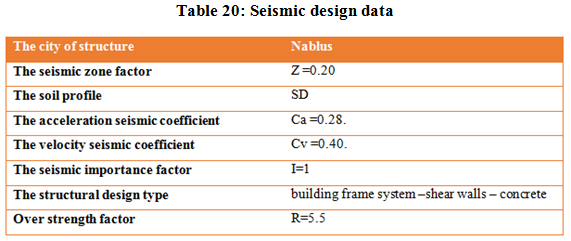 Table 20: Seismic design data
The city of structure Nablus
The seismic zone factor Z =0.20
The soil profile SD
The acceleration seismic coefficient Ca =0.28.
The velocity seismic coefficient Cv =0.40.
The seismic importance factor I=1
The structural design type building frame system –shear walls – concrete
Over strength factor R=5.5